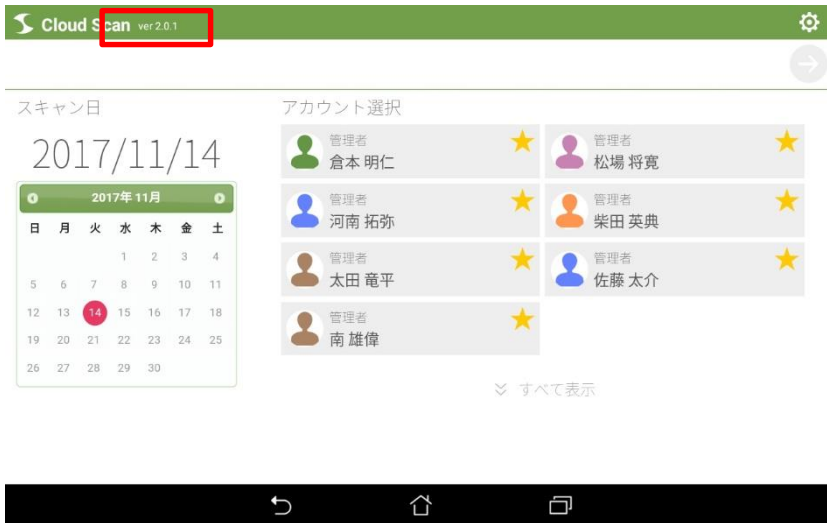 Cloud Scan ver 2.0.1
スキャン日
アカウント選択
2017/11/14
2017年 11月
日 月 火 水 木 金 土
1 2 3 4
5 6 7 8 9 10 11
12 13 14 15 16 17 18
19 20 21 22 23 24 25
26 27 28 29 30
管理者
倉本 明仁
管理者
松場 将寛
管理者
河南 拓弥
管理者
柴田 英典
管理者
太田 竜平
管理者
佐藤 太介
管理者
南 雄偉
すべて表示